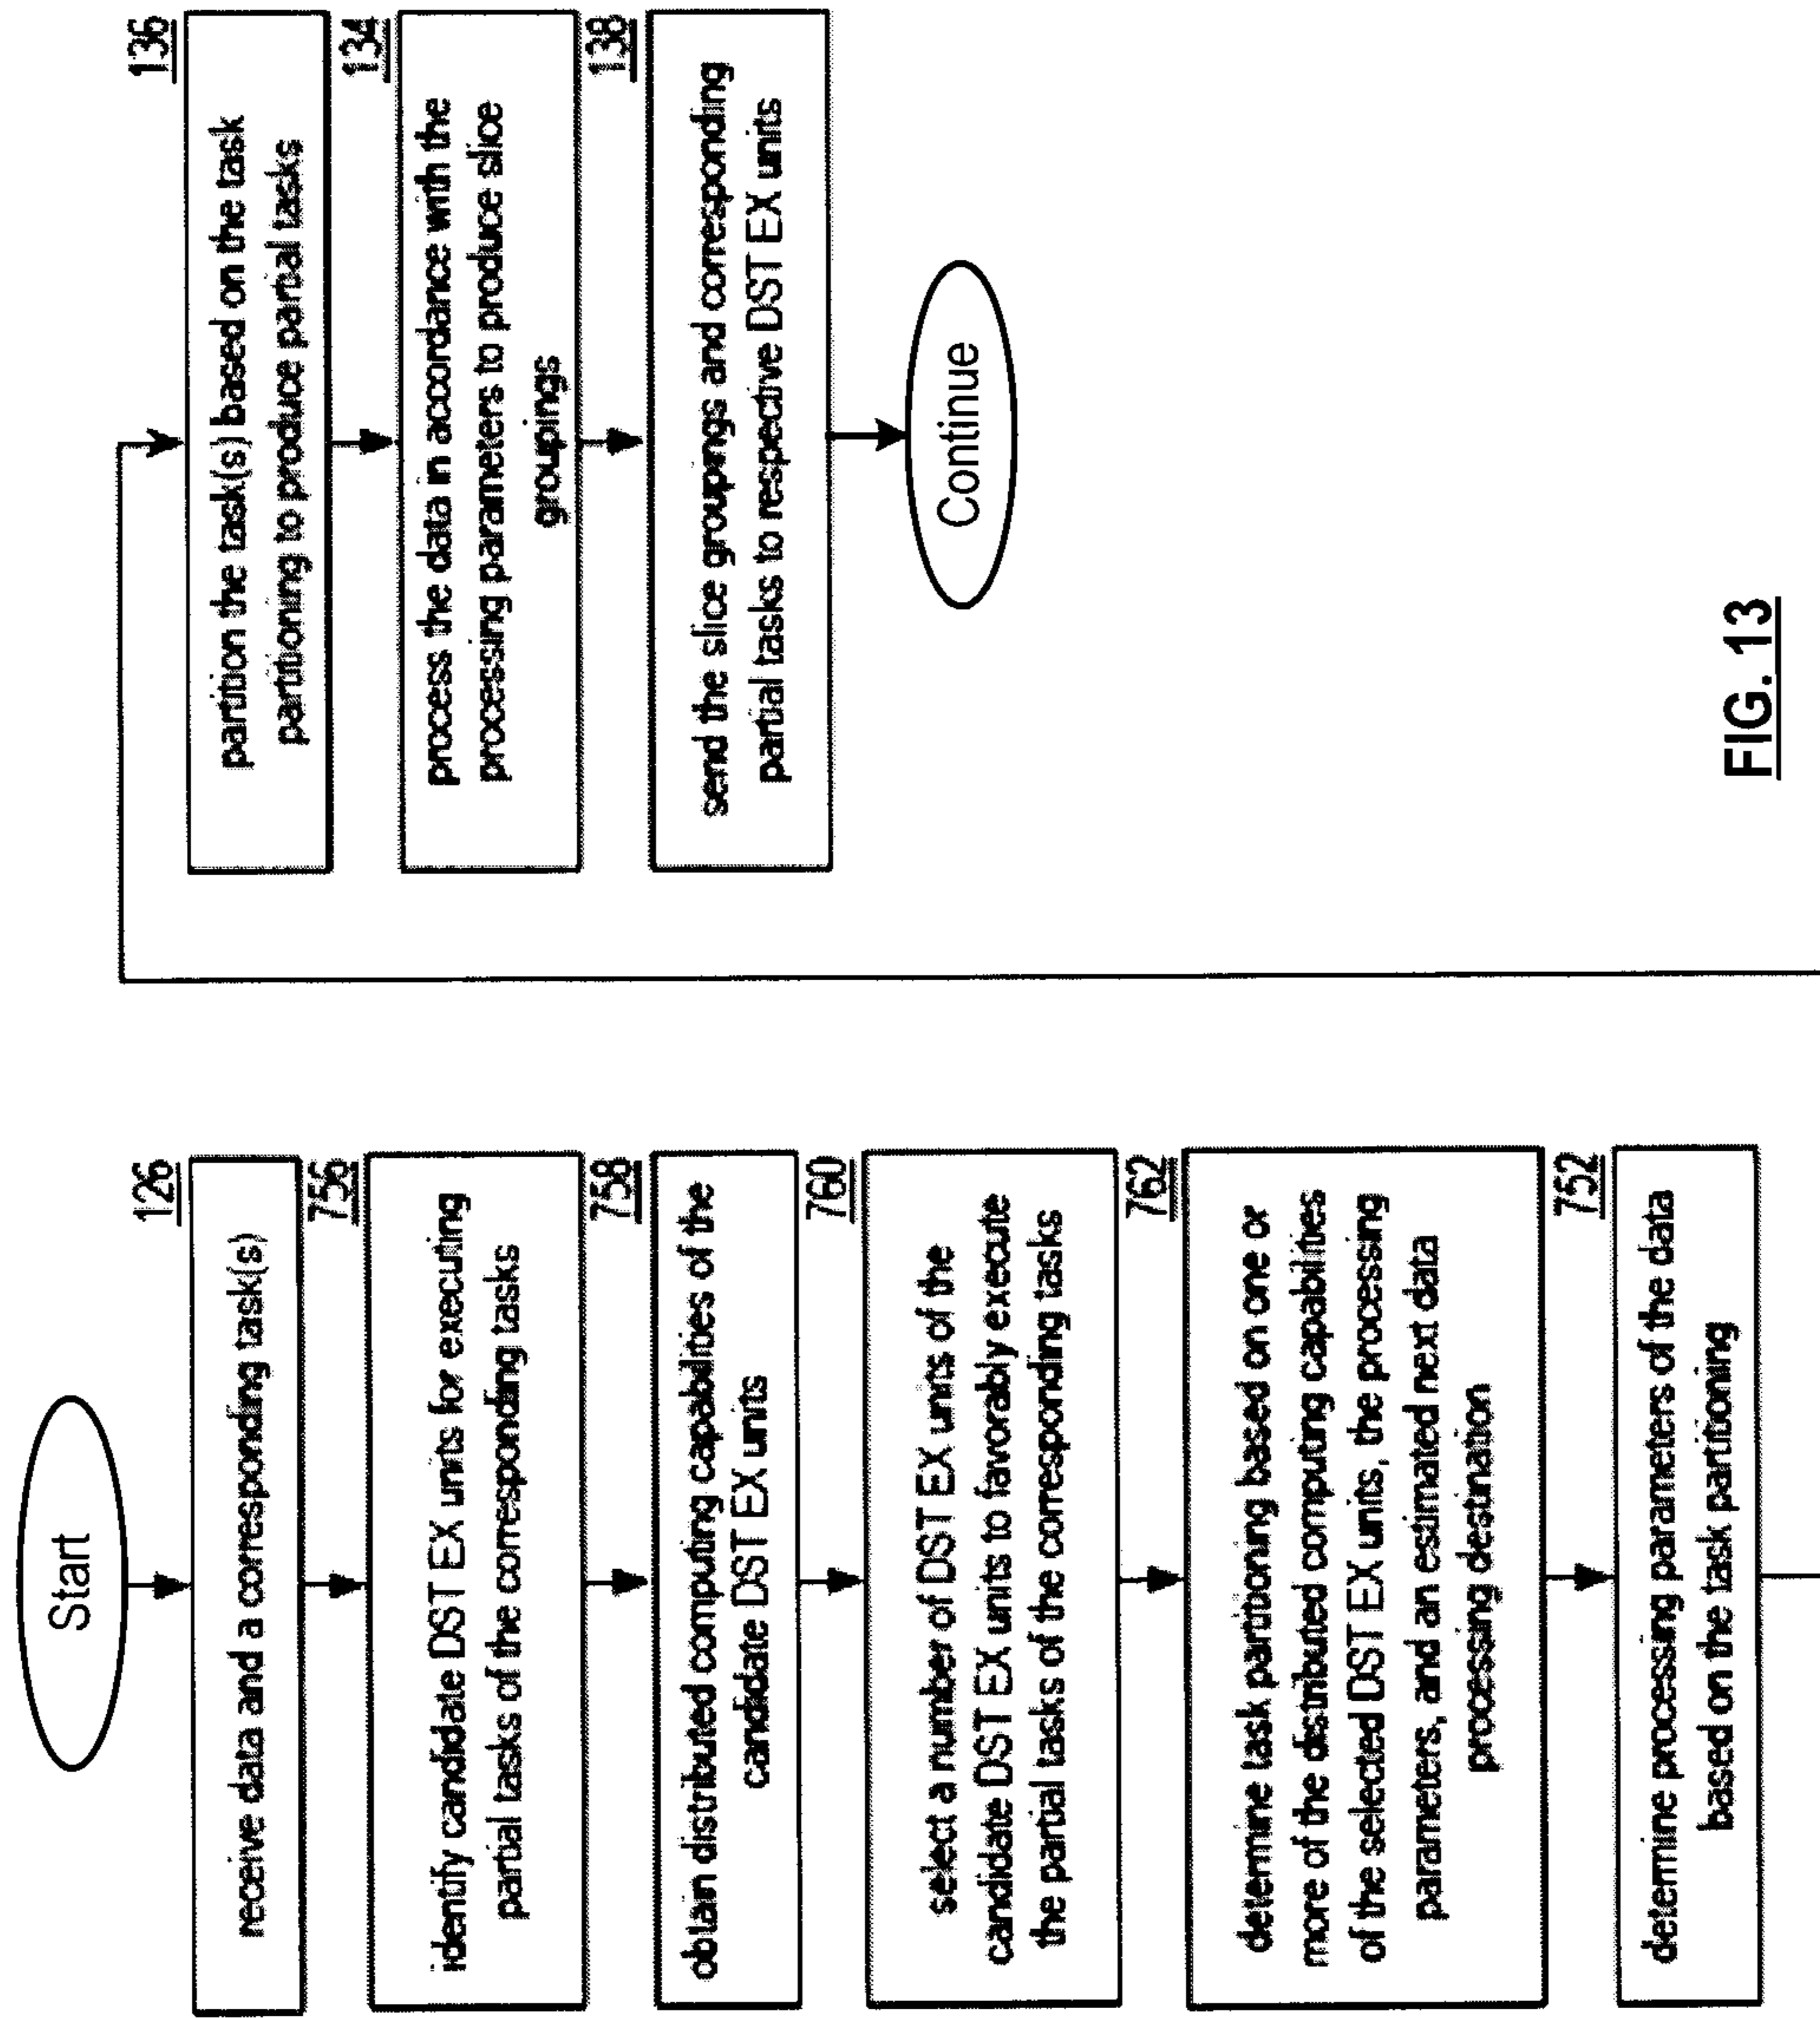 Start
126
receive data and a corresponding task(s)
756
identify candidate DST EX units for executing
partial tasks of the corresponding tasks
758
obtain distributed computing capabilities of the
candidate DST EX units
760
select a number of DST EX units of the
candidate DST EX units to favorably execute
the partial tasks of the corresponding tasks
762
determine task partitioning based on one or
more of the distributed computing capabilities
of the selected DST EX units, the processing
parameters, and an estimated next data
processing destination
752
determine processing parameters of the data
based on the task partitioning
136
partition the task(s) based on the task
partitioning to produce partial tasks
134
process the data in accordance with the
processing parameters to produce slice
groupings
138
send the slice groupings and corresponding
partial tasks to respective DST EX units
Continue
FIG. 13